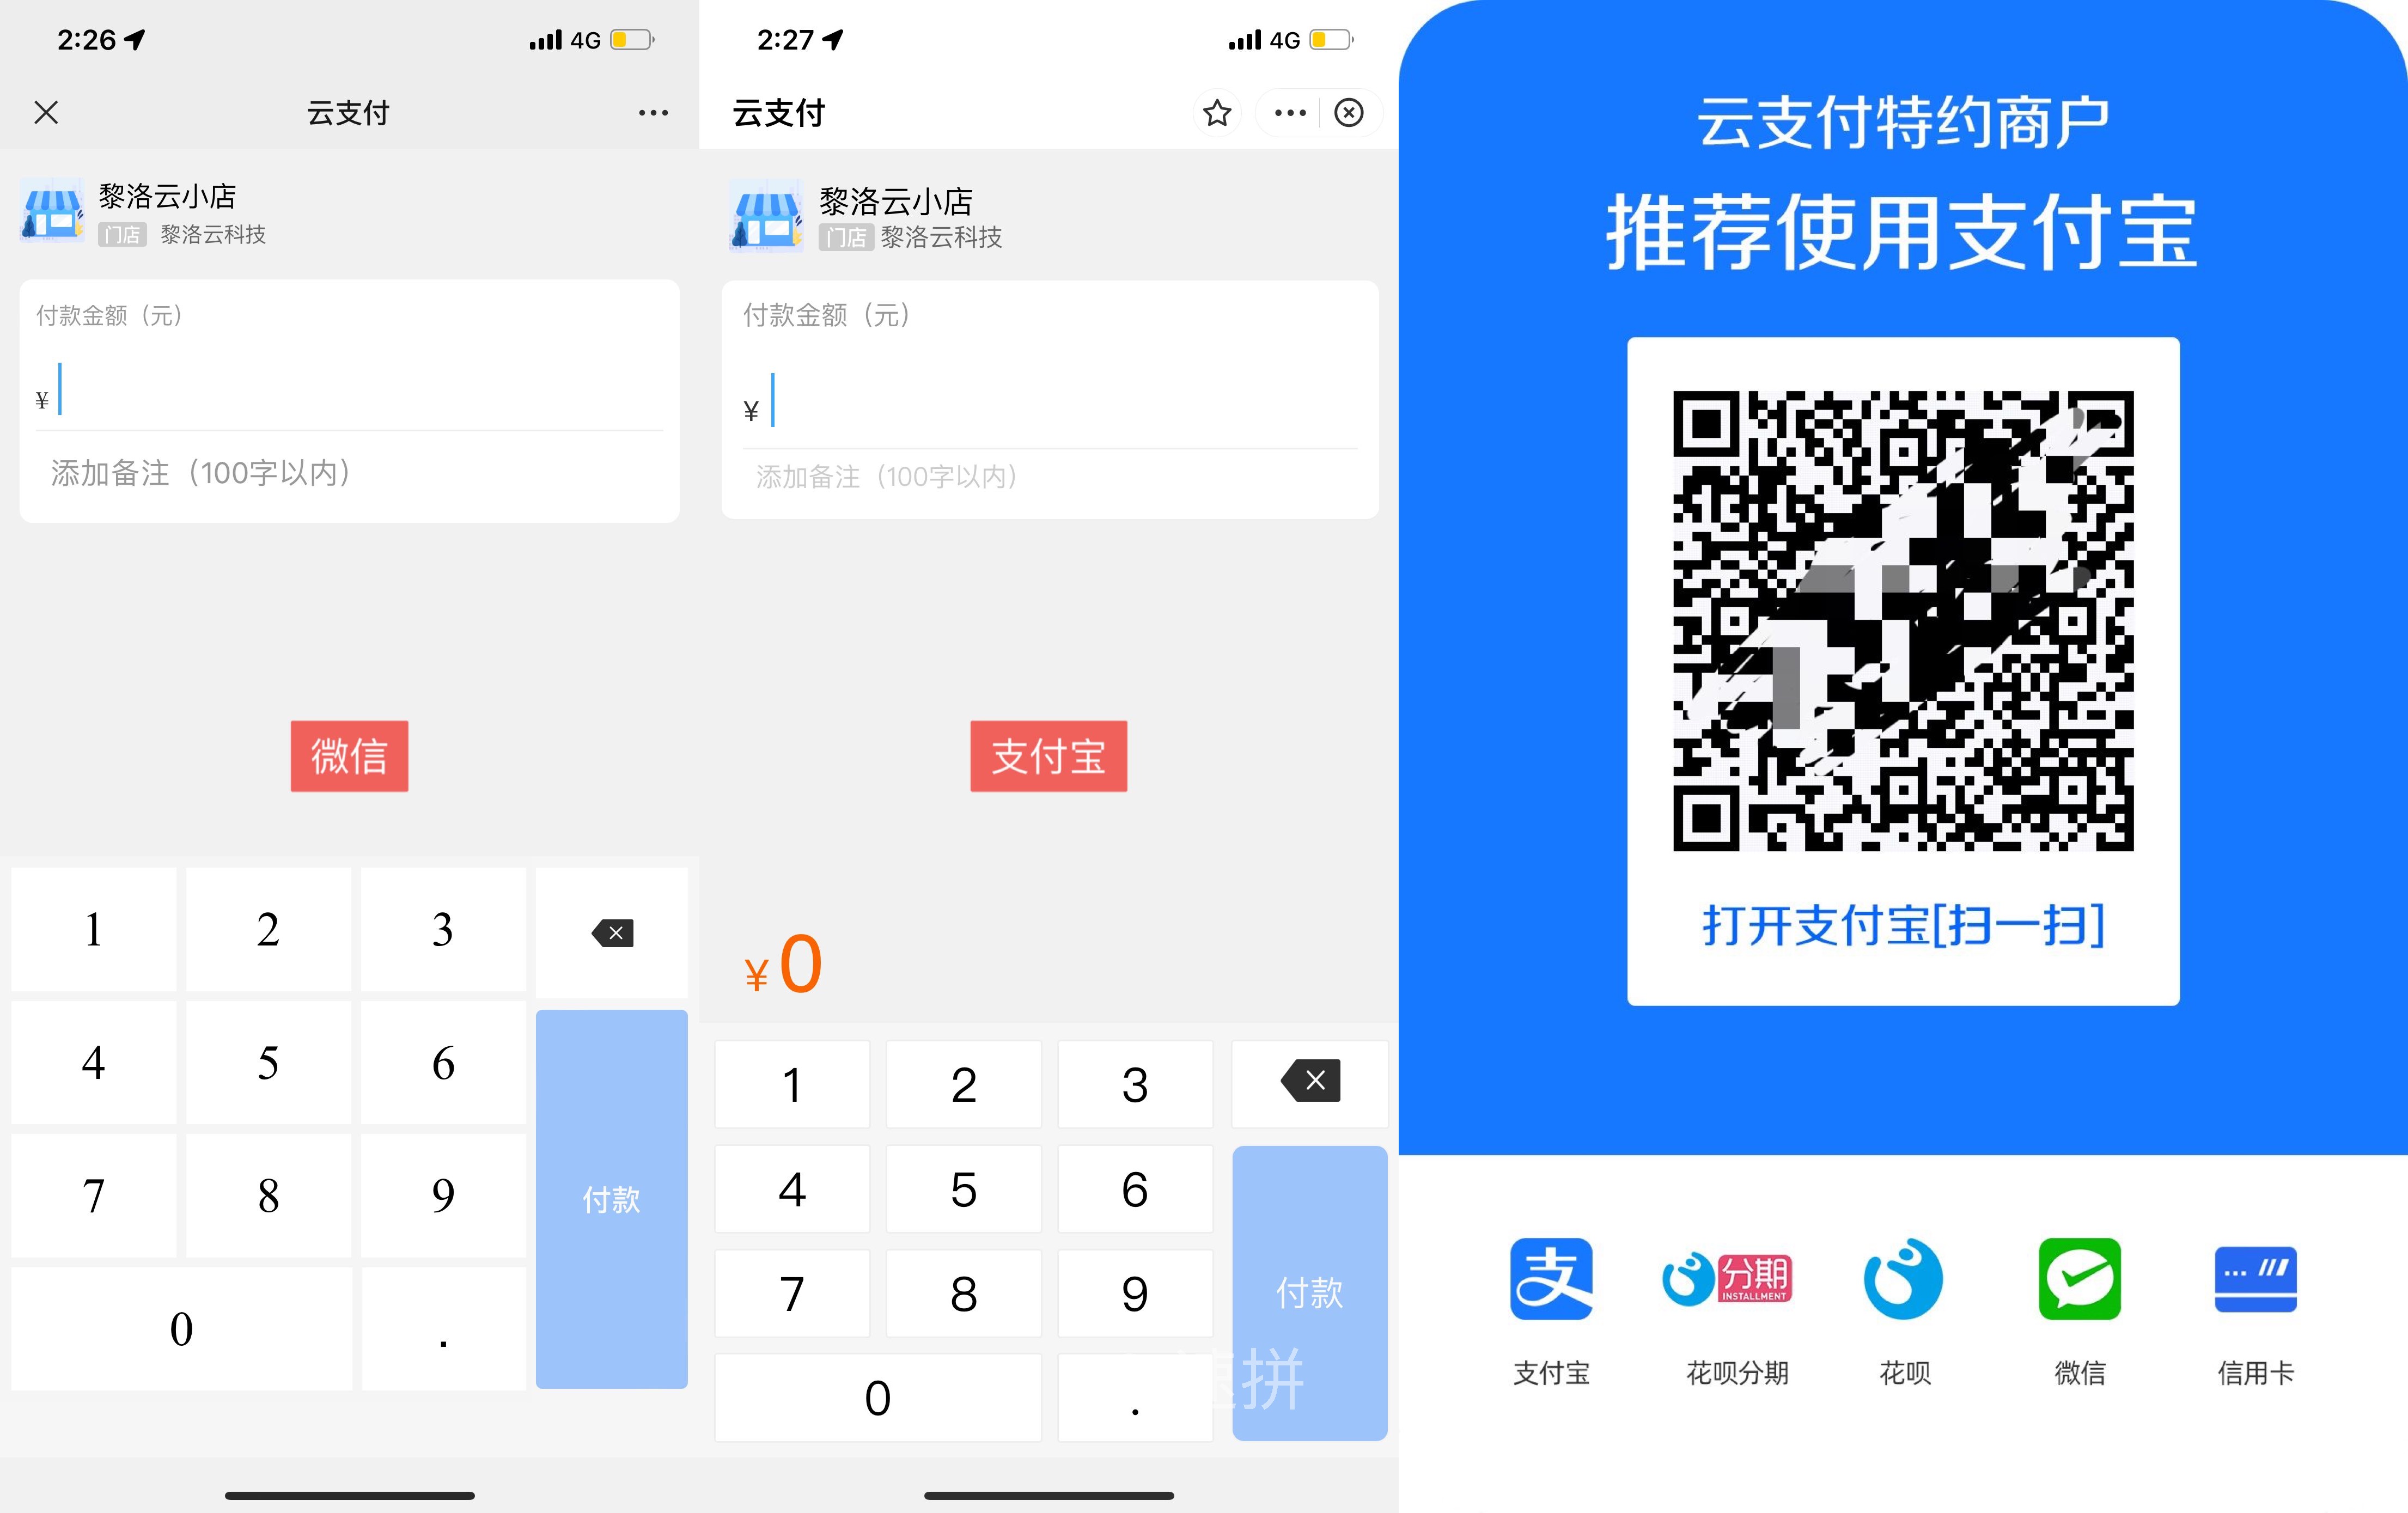 2:26
4G
云支付
黎洛云小店
门店 黎洛云科技
付款金额（元）
¥
添加备注（100字以内）
微信
1 2 3
4 5 6
7 8 9
付款
0 .
2:27
4G
云支付
黎洛云小店
门店 黎洛云科技
付款金额（元）
¥
添加备注（100字以内）
支付宝
¥0
1 2 3
4 5 6
7 8 9
付款
0 .
速拼
云支付特约商户
推荐使用支付宝
打开支付宝[扫一扫]
支
分期
INSTALLMENT
支付宝 花呗分期 花呗 微信 信用卡